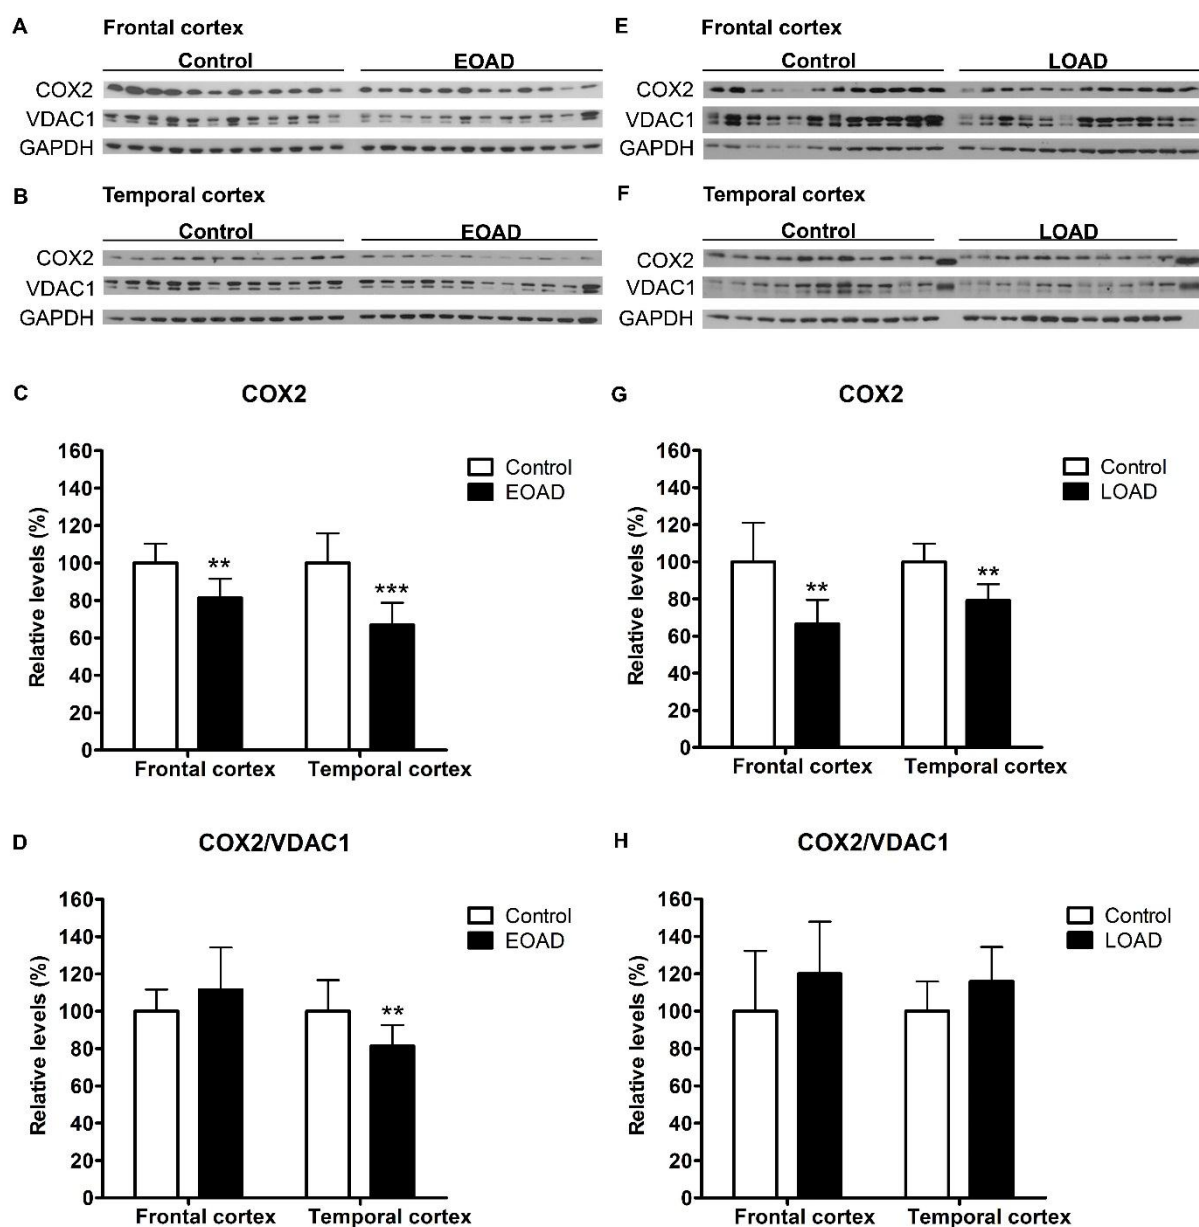 A Frontal cortex
Control EOAD
COX2
VDAC1
GAPDH
B Temporal cortex
Control EOAD
COX2
VDAC1
GAPDH
E Frontal cortex
Control LOAD
COX2
VDAC1
GAPDH
F Temporal cortex
Control LOAD
COX2
VDAC1
GAPDH
C COX2
Relative levels (%)
160
140
120
100
80
60
40
20
0
** ***
Frontal cortex Temporal cortex
Control
EOAD
G COX2
Relative levels (%)
160
140
120
100
80
60
40
20
0
** **
Frontal cortex Temporal cortex
Control
LOAD
D COX2/VDAC1
Relative levels (%)
160
140
120
100
80
60
40
20
0
**
Frontal cortex Temporal cortex
Control
EOAD
H COX2/VDAC1
Relative levels (%)
160
140
120
100
80
60
40
20
0
Frontal cortex Temporal cortex
Control
LOAD